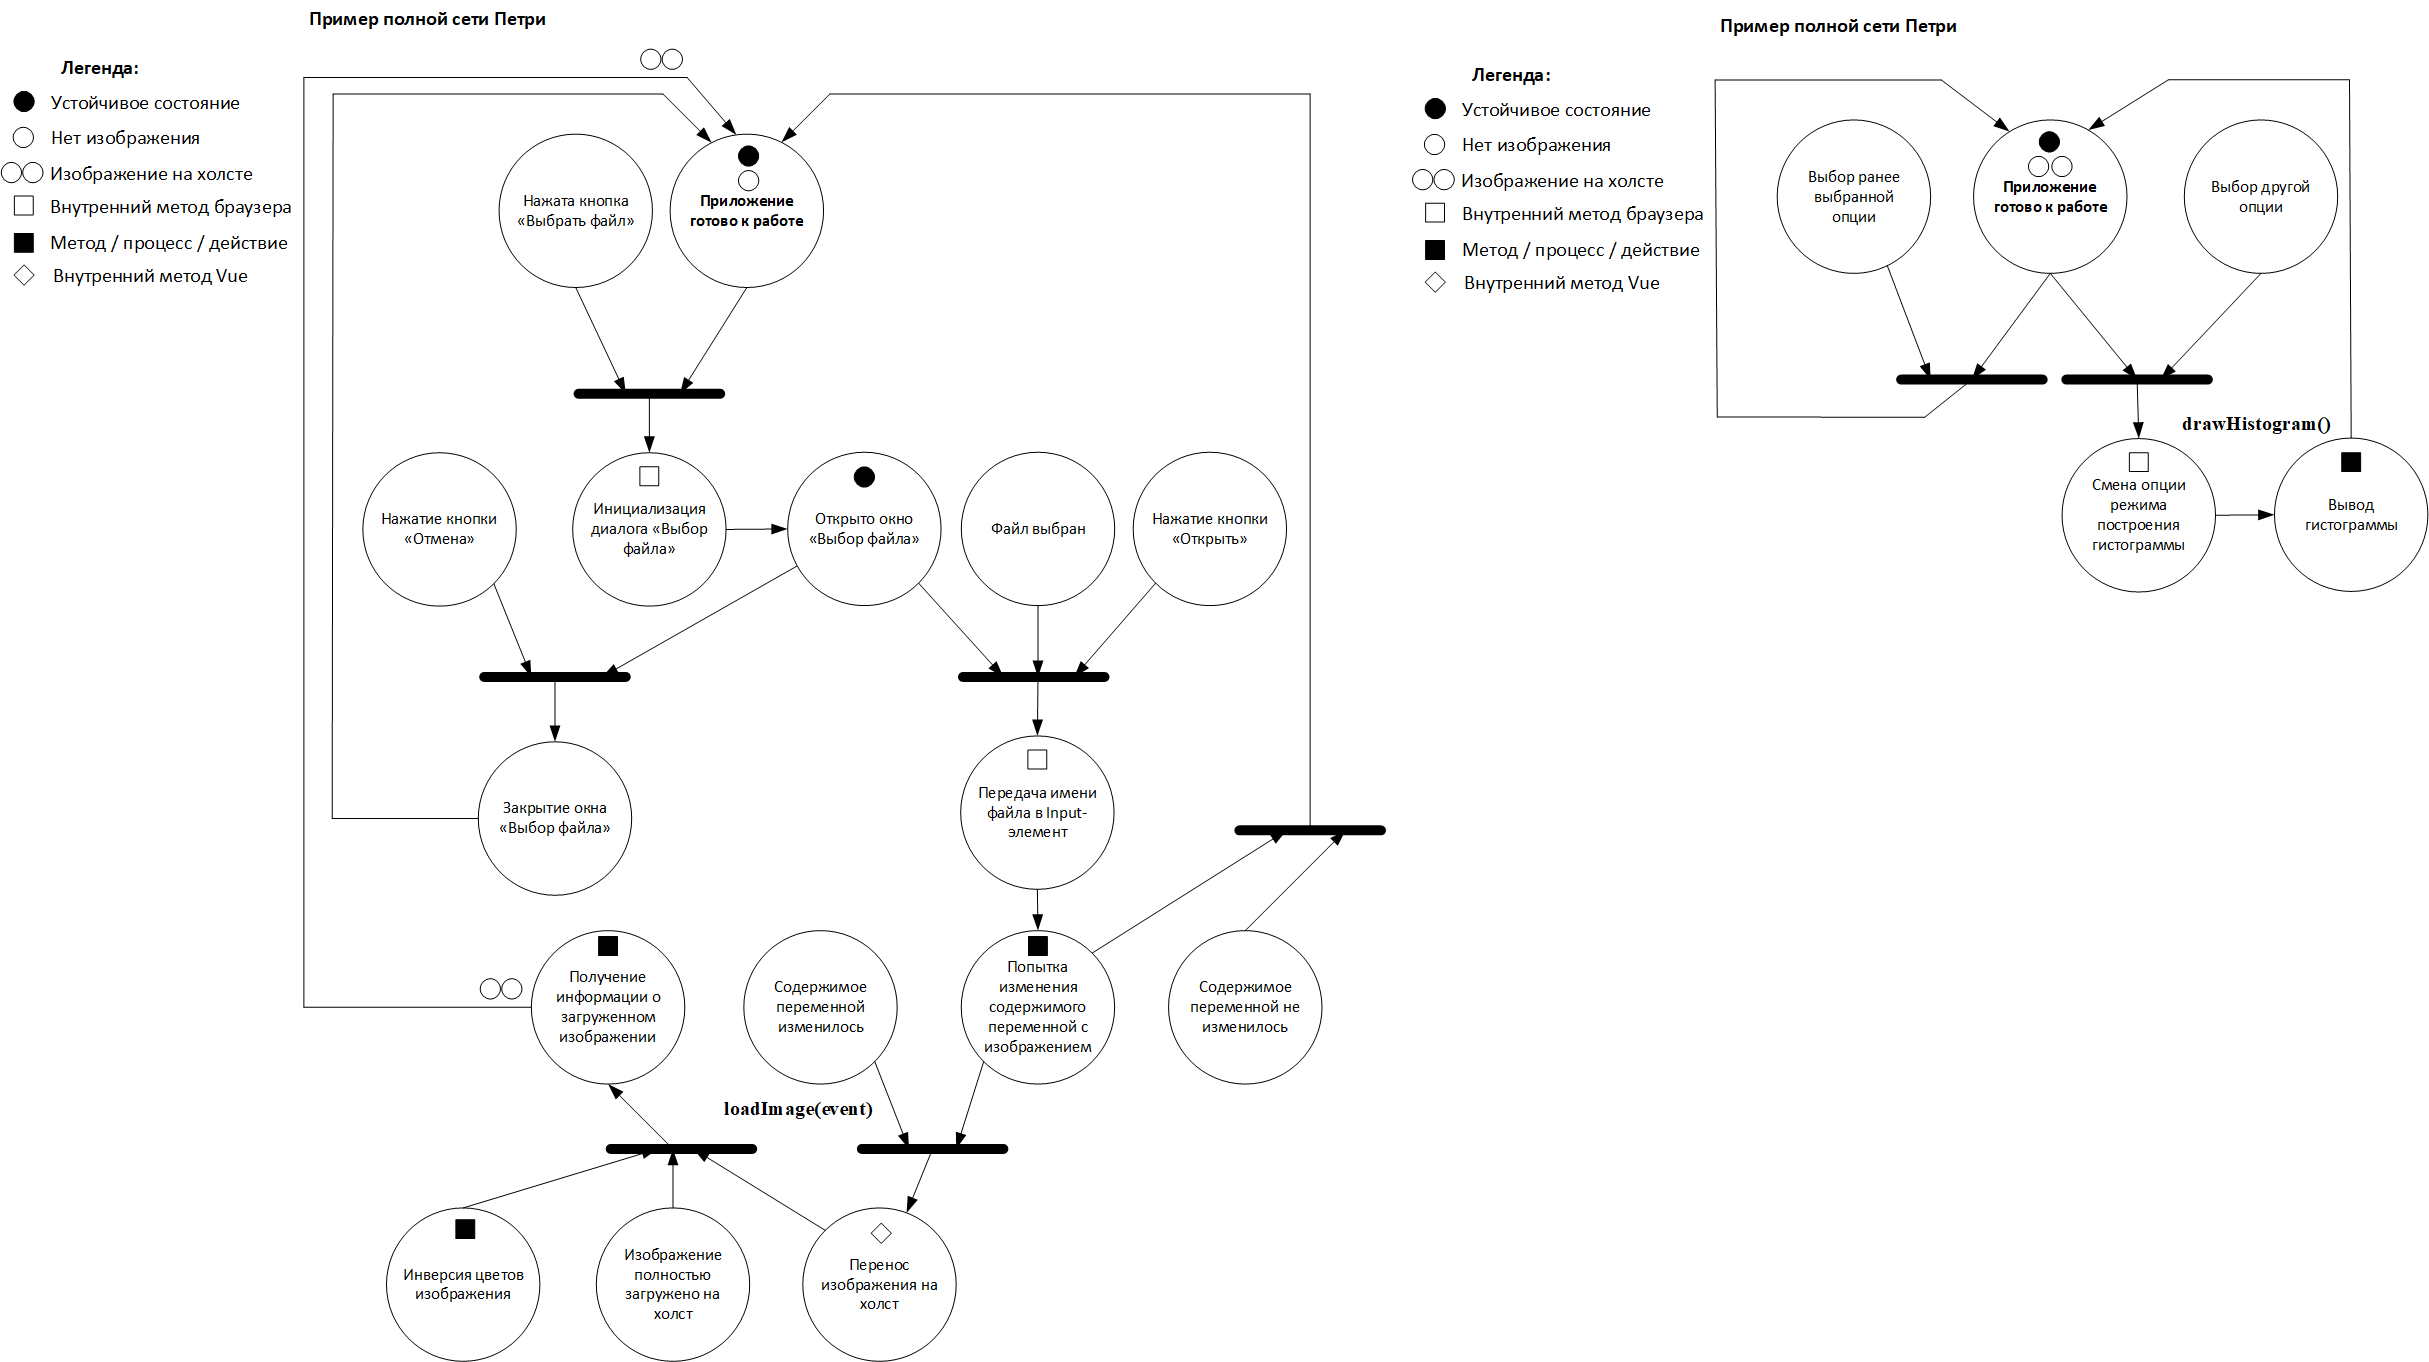 Пример полной сети Петри
Легенда:
Устойчивое состояние
Нет изображения
Изображение на холсте
Внутренний метод браузера
Метод / процесс / действие
Внутренний метод Vue
Нажата кнопка
«Выбрать файл»
Приложение
готово к работе
Нажатие кнопки
«Отмена»
Инициализация
диалога «Выбор
файла»
Открыто окно
«Выбор файла»
Файл выбран
Нажатие кнопки
«Открыть»
Закрытие окна
«Выбор файла»
Передача имени
файла в Input-
элемент
Получение
информации о
загруженном
изображении
Содержимое
переменной
изменилось
Попытка
изменения
содержимого
переменной с
изображением
Содержимое
переменной не
изменилось
loadImage(event)
Инверсия цветов
изображения
Изображение
полностью
загружено на
холст
Перенос
изображения на
холст
Пример полной сети Петри
Легенда:
Устойчивое состояние
Нет изображения
Изображение на холсте
Внутренний метод браузера
Метод / процесс / действие
Внутренний метод Vue
Выбор ранее
выбранной
опции
Приложение
готово к работе
Выбор другой
опции
drawHistogram()
Смена опции
режима
построения
гистограммы
Вывод
гистограммы